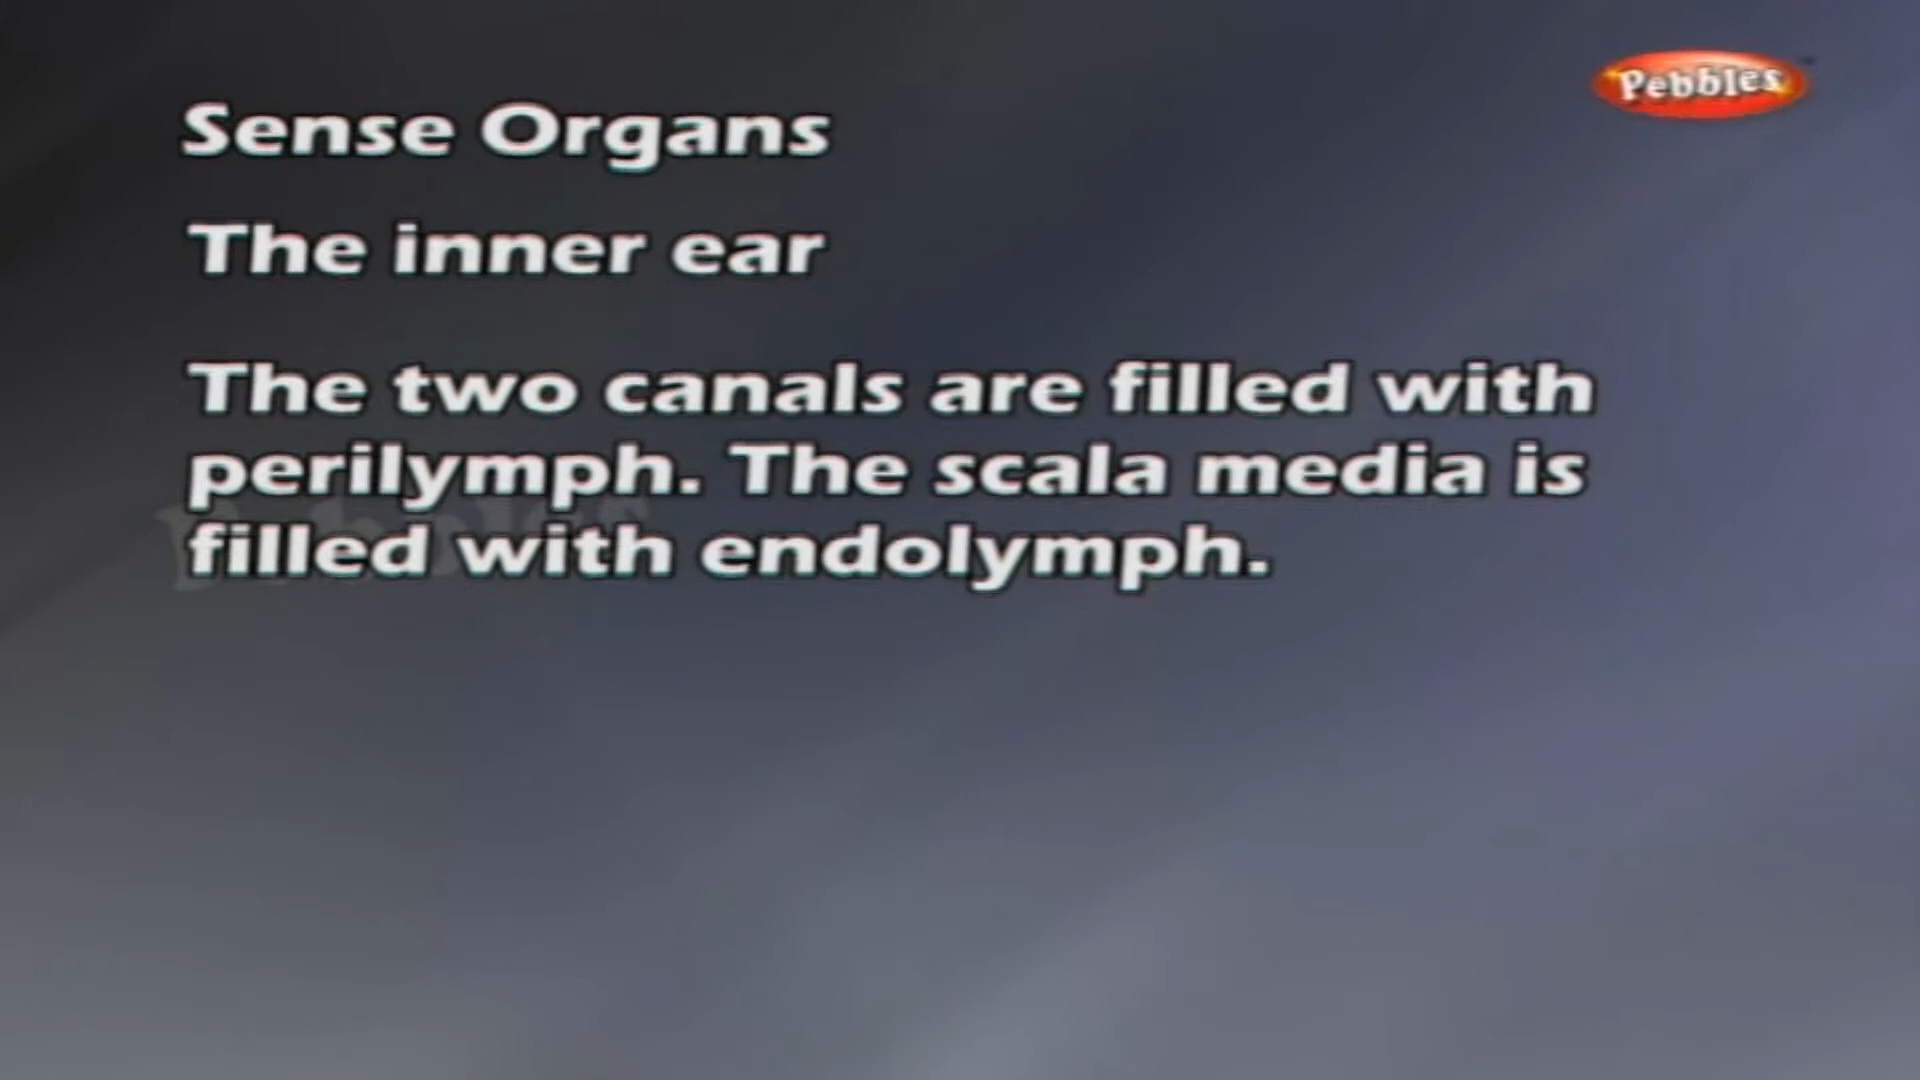 Pebbles
Sense Organs
The inner ear
The two canals are filled with
perilymph. The scala media is
filled with endolymph.
Pebbles